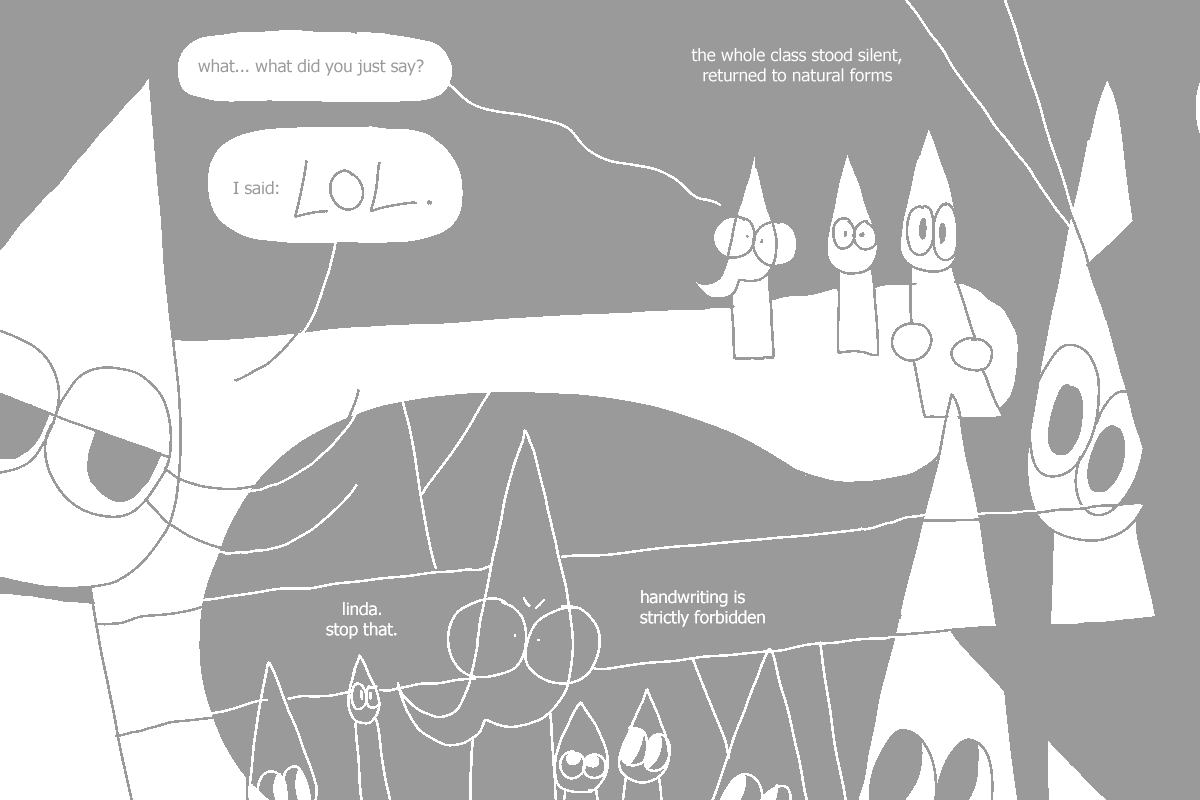 what... what did you just say?
the whole class stood silent,
returned to natural forms
I said: LOL.
linda.
stop that.
handwriting is
strictly forbidden